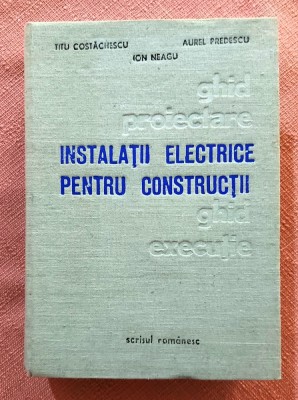 TITU COSTĂCHESCU AUREL PREDESCU
ION NEAGU
ghid
proiectare
INSTALAȚII ELECTRICE
PENTRU CONSTRUCȚII
ghid
execuție
scrisul românesc